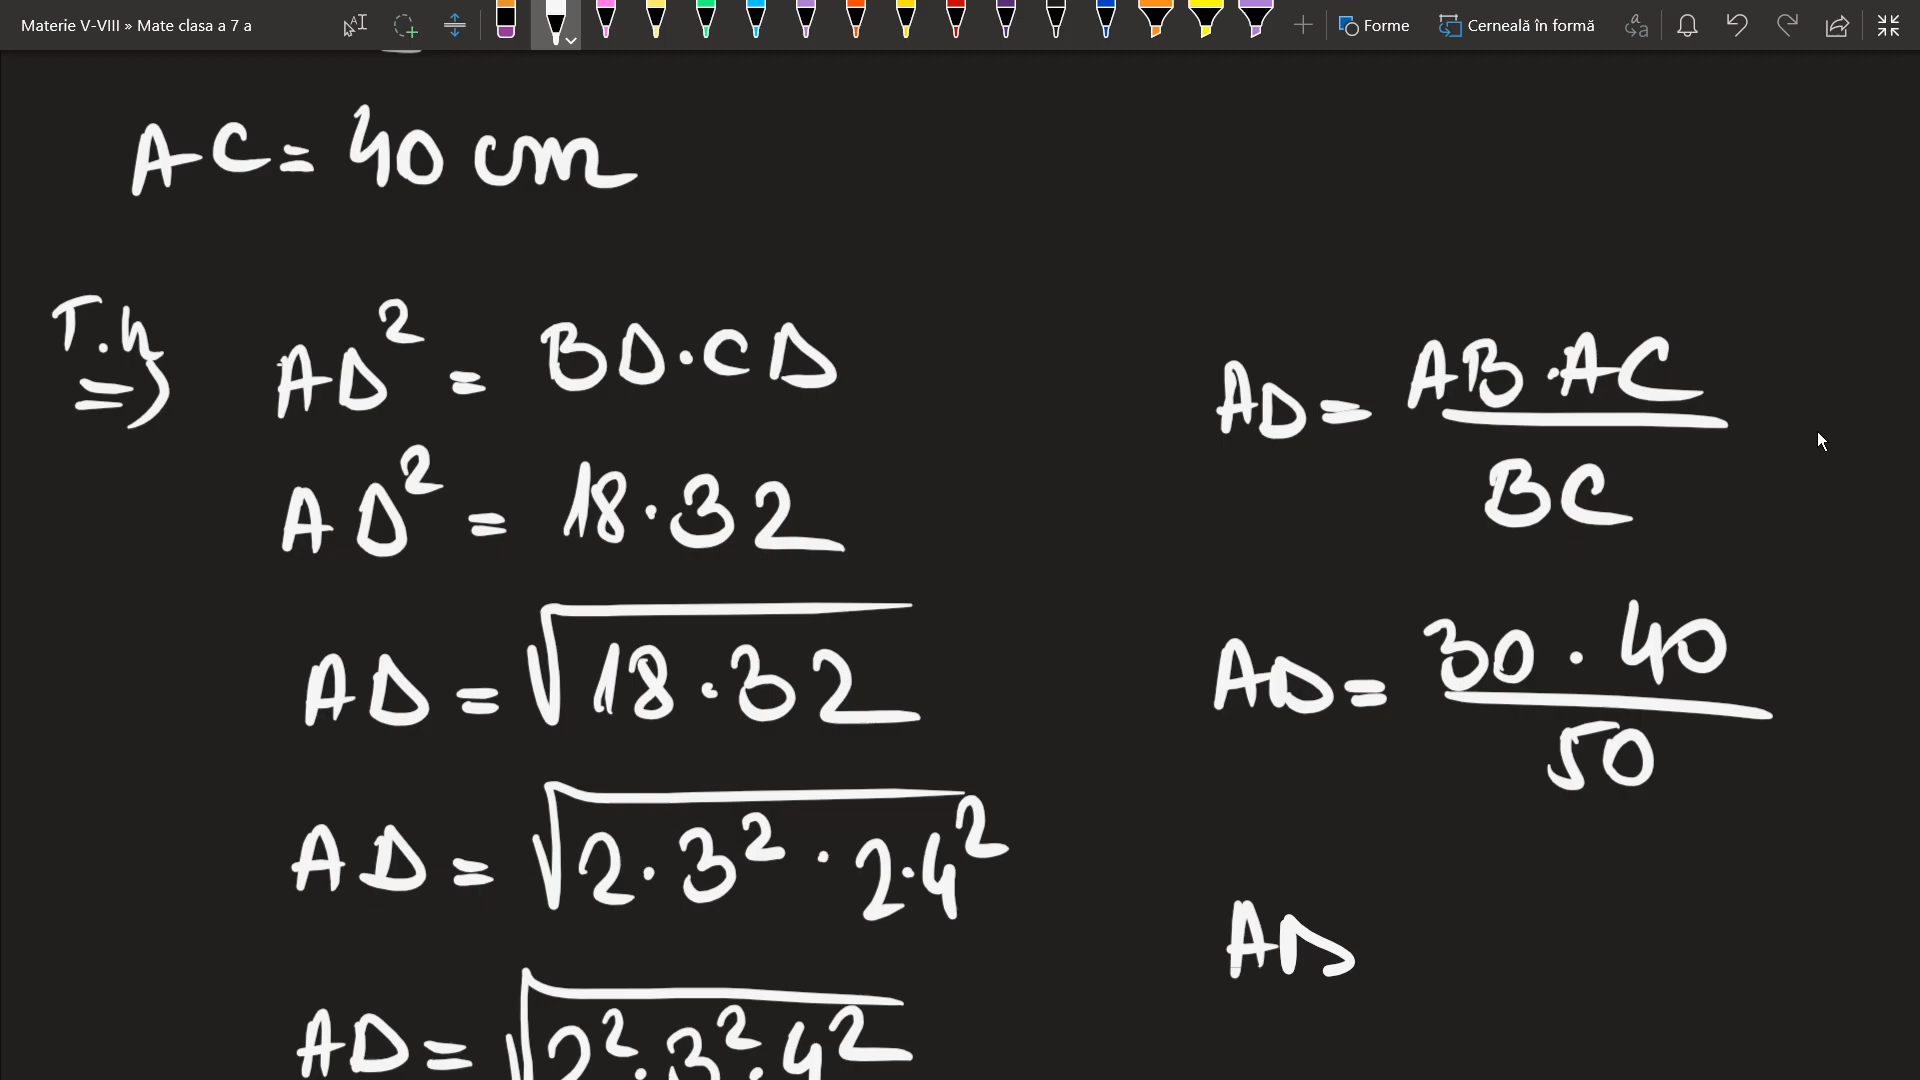 Materie V-VIII » Mate clasa a 7 a
Forme
Cerneală în formă
AC = 40 cm
T.h
=> AD² = BD·CD
AD² = 18·32
AD = √18·32
AD = √2·3²·2·4²
AD = √2²·3²·4²
AD = AB·AC
BC
AD = 30·40
50
AD